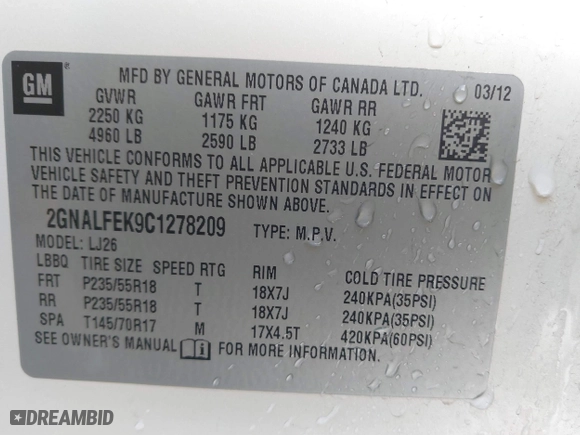 GM
MFD BY GENERAL MOTORS OF CANADA LTD. 03/12
GVWR GAWR FRT GAWR RR
2250 KG 1175 KG 1240 KG
4960 LB 2590 LB 2733 LB
THIS VEHICLE CONFORMS TO ALL APPLICABLE U.S. FEDERAL MOTOR
VEHICLE SAFETY AND THEFT PREVENTION STANDARDS IN EFFECT ON
THE DATE OF MANUFACTURE SHOWN ABOVE.
2GNALFEK9C1278209 TYPE: M.P.V.
MODEL: LJ26
LBBQ TIRE SIZE SPEED RTG RIM COLD TIRE PRESSURE
FRT P235/55R18 T 18X7J 240KPA(35PSI)
RR P235/55R18 T 18X7J 240KPA(35PSI)
SPA T145/70R17 M 17X4.5T 420KPA(60PSI)
SEE OWNER'S MANUAL FOR MORE INFORMATION.
DREAMBID